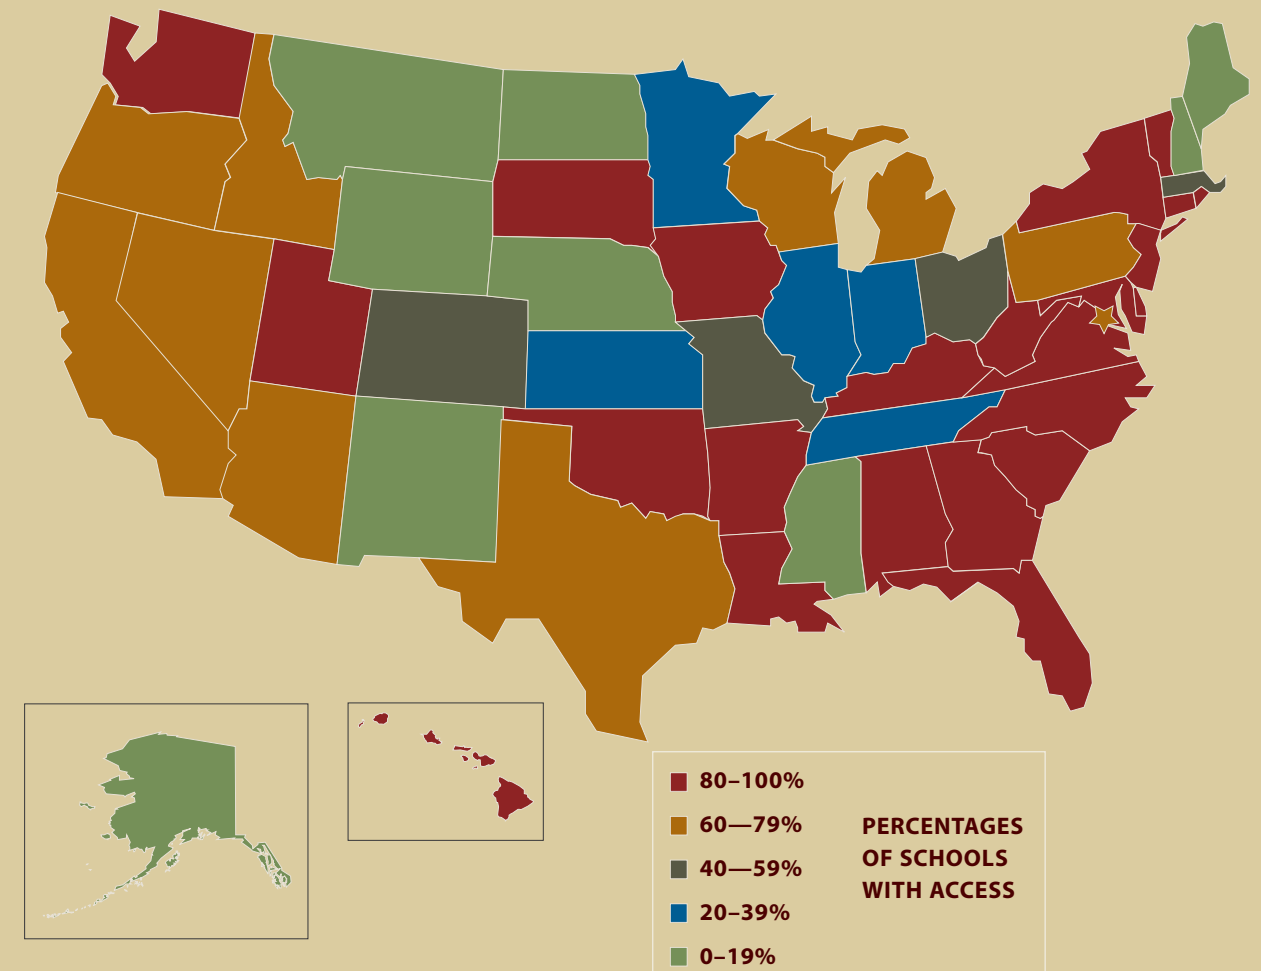 80–100%
60—79%
40—59%
20–39%
0–19%
PERCENTAGES
OF SCHOOLS
WITH ACCESS